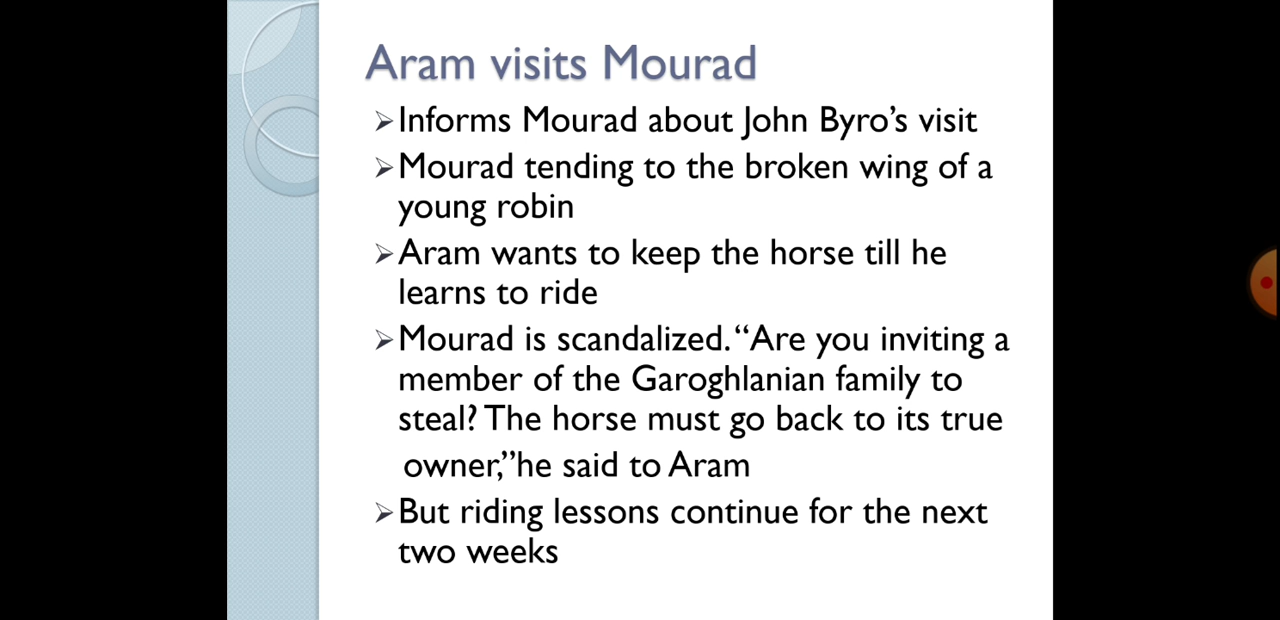 Aram visits Mourad
➢Informs Mourad about John Byro’s visit
➢Mourad tending to the broken wing of a
young robin
➢Aram wants to keep the horse till he
learns to ride
➢Mourad is scandalized. “Are you inviting a
member of the Garoghlanian family to
steal? The horse must go back to its true
owner,”he said to Aram
➢But riding lessons continue for the next
two weeks